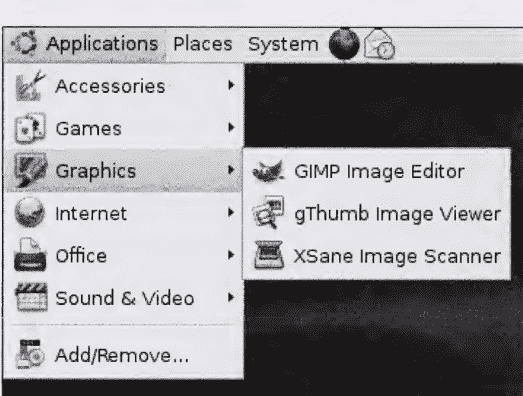 Applications Places System
Accessories
Games
Graphics
GIMP Image Editor
Internet
gThumb Image Viewer
Office
XSane Image Scanner
Sound & Video
Add/Remove...